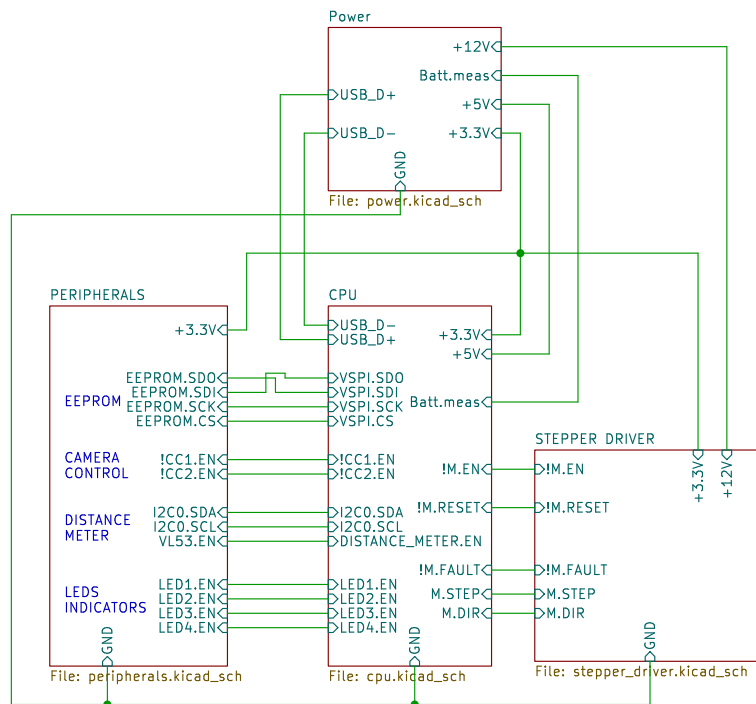 Power
+12V
Batt.meas
USB_D+
+5V
USB_D-
+3.3V
GND
File: power.kicad_sch
PERIPHERALS
+3.3V
EEPROM.SDO
EEPROM.SDI
EEPROM
EEPROM.SCK
EEPROM.CS
CAMERA
CONTROL
!CC1.EN
!CC2.EN
DISTANCE
METER
I2C0.SDA
I2C0.SCL
VL53.EN
LEDS
INDICATORS
LED1.EN
LED2.EN
LED3.EN
LED4.EN
GND
File: peripherals.kicad_sch
CPU
USB_D-
USB_D+
+3.3V
+5V
VSPI.SDO
VSPI.SDI
VSPI.SCK
VSPI.CS
Batt.meas
!CC1.EN
!CC2.EN
!M.EN
I2C0.SDA
I2C0.SCL
DISTANCE_METER.EN
!M.RESET
!M.FAULT
LED1.EN
LED2.EN
LED3.EN
LED4.EN
M.STEP
M.DIR
GND
File: cpu.kicad_sch
STEPPER DRIVER
+3.3V
+12V
!M.EN
!M.RESET
!M.FAULT
M.STEP
M.DIR
GND
File: stepper_driver.kicad_sch